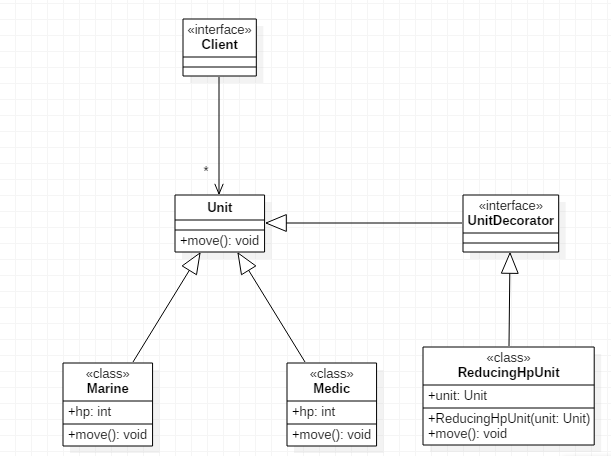 «interface»
Client
*
Unit
+move(): void
«interface»
UnitDecorator
«class»
Marine
+hp: int
+move(): void
«class»
Medic
+hp: int
+move(): void
«class»
ReducingHpUnit
+unit: Unit
+ReducingHpUnit(unit: Unit)
+move(): void